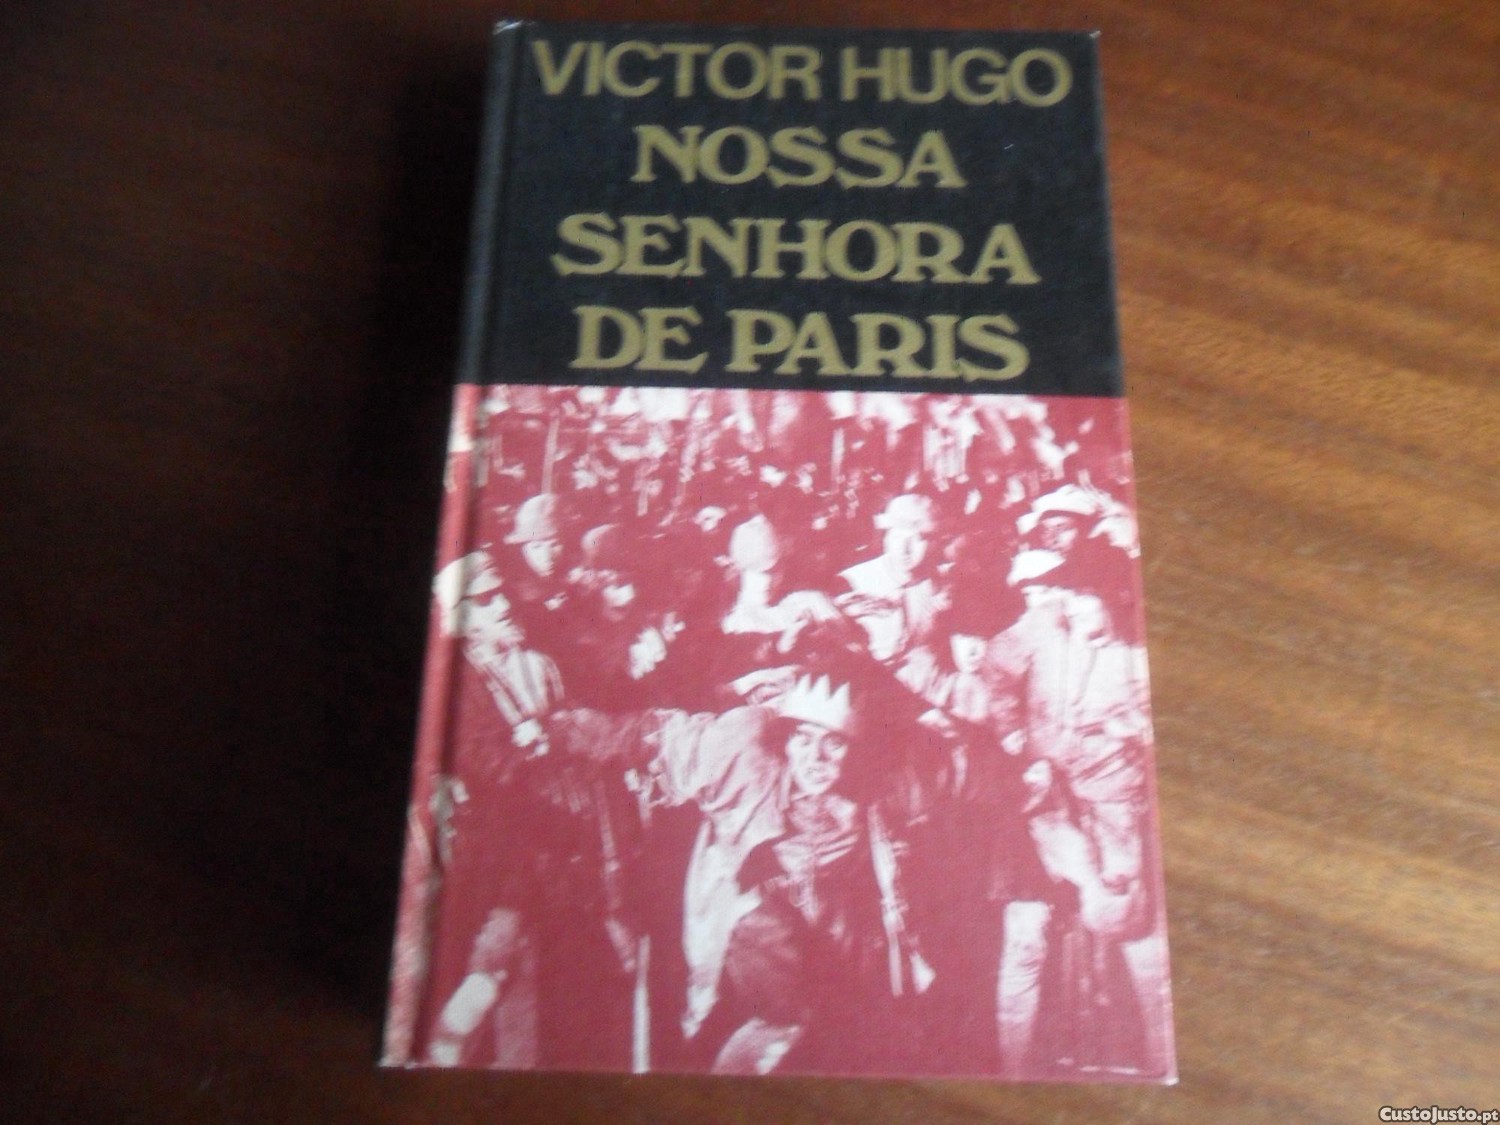 VICTOR HUGO
NOSSA
SENHORA
DE PARIS
CustoJusto.pt